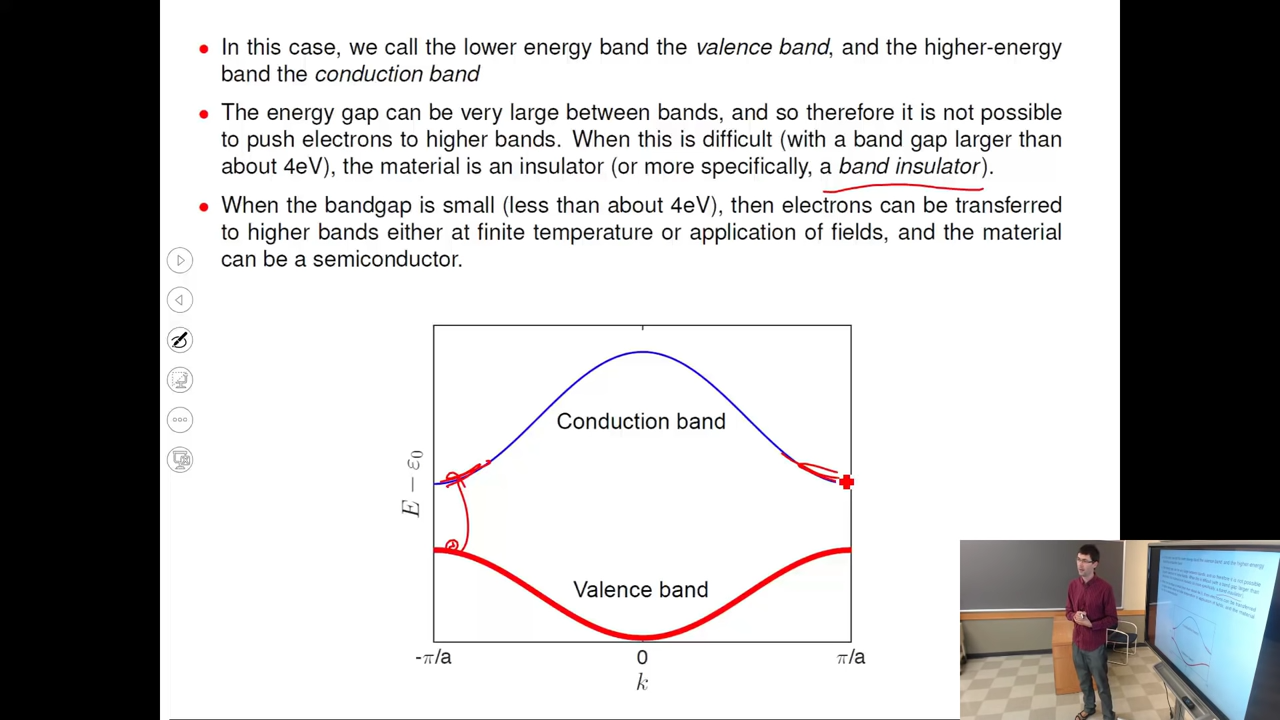 In this case, we call the lower energy band the valence band, and the higher-energy
band the conduction band
The energy gap can be very large between bands, and so therefore it is not possible
to push electrons to higher bands. When this is difficult (with a band gap larger than
about 4eV), the material is an insulator (or more specifically, a band insulator).
When the bandgap is small (less than about 4eV), then electrons can be transferred
to higher bands either at finite temperature or application of fields, and the material
can be a semiconductor.
Conduction band
E − ε₀
Valence band
-π/a
0
π/a
k